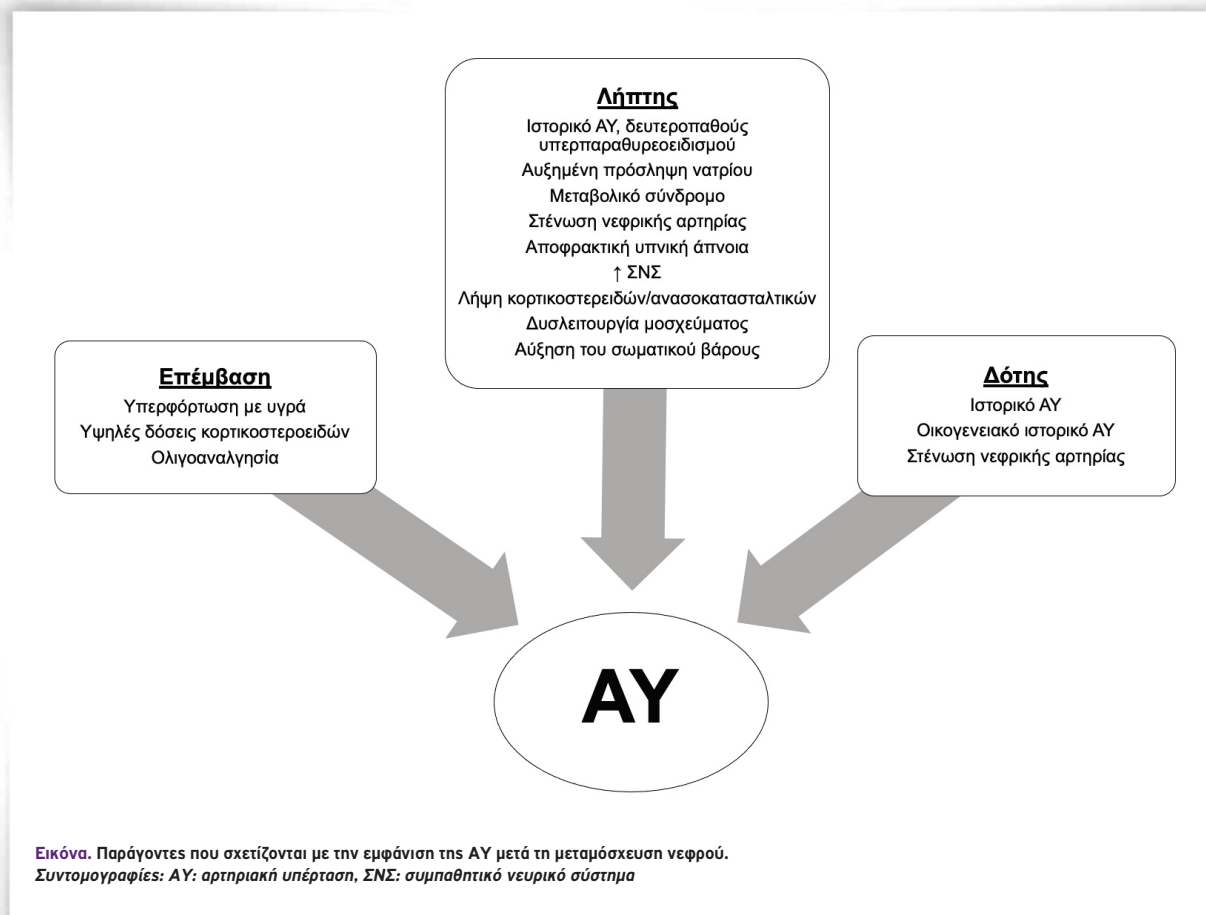 Λήπτης
Ιστορικό ΑΥ, δευτεροπαθούς
υπερπαραθυρεοειδισμού
Αυξημένη πρόσληψη νατρίου
Μεταβολικό σύνδρομο
Στένωση νεφρικής αρτηρίας
Αποφρακτική υπνική άπνοια
↑ ΣΝΣ
Λήψη κορτικοστερειδών/ανασοκατασταλτικών
Δυσλειτουργία μοσχεύματος
Αύξηση του σωματικού βάρους
Επέμβαση
Υπερφόρτωση με υγρά
Υψηλές δόσεις κορτικοστεροειδών
Ολιγοαναλγησία
Δότης
Ιστορικό ΑΥ
Οικογενειακό ιστορικό ΑΥ
Στένωση νεφρικής αρτηρίας
ΑΥ
Εικόνα. Παράγοντες που σχετίζονται με την εμφάνιση της ΑΥ μετά τη μεταμόσχευση νεφρού.
Συντομογραφίες: ΑΥ: αρτηριακή υπέρταση, ΣΝΣ: συμπαθητικό νευρικό σύστημα